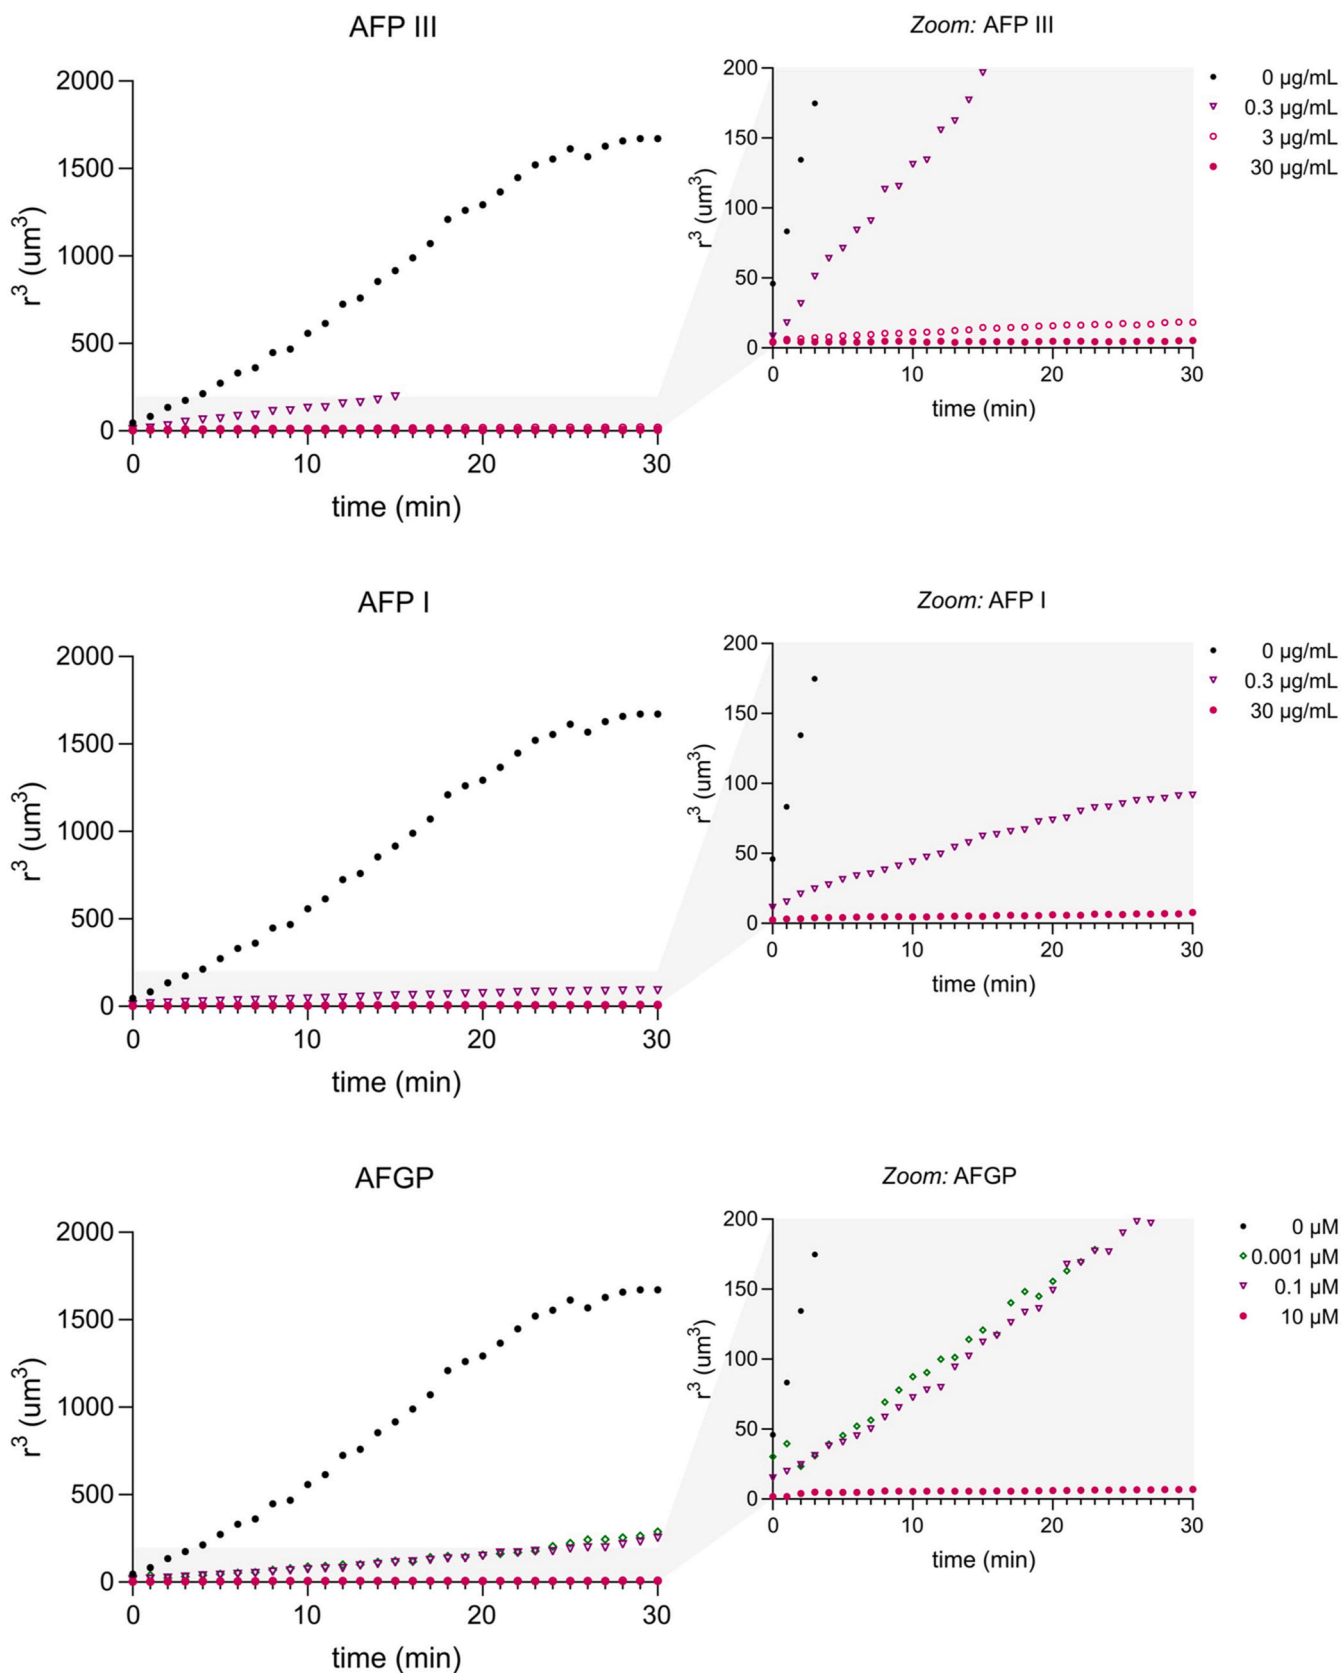 AFP III
2000
1500
1000
500
0
r³ (um³)
0 10 20 30
time (min)
Zoom: AFP III
200
150
100
50
0
r³ (um³)
0 10 20 30
time (min)
0 µg/mL
0.3 µg/mL
3 µg/mL
30 µg/mL
AFP I
2000
1500
1000
500
0
r³ (um³)
0 10 20 30
time (min)
Zoom: AFP I
200
150
100
50
0
r³ (um³)
0 10 20 30
time (min)
0 µg/mL
0.3 µg/mL
30 µg/mL
AFGP
2000
1500
1000
500
0
r³ (um³)
0 10 20 30
time (min)
Zoom: AFGP
200
150
100
50
0
r³ (um³)
0 10 20 30
time (min)
0 µM
0.001 µM
0.1 µM
10 µM